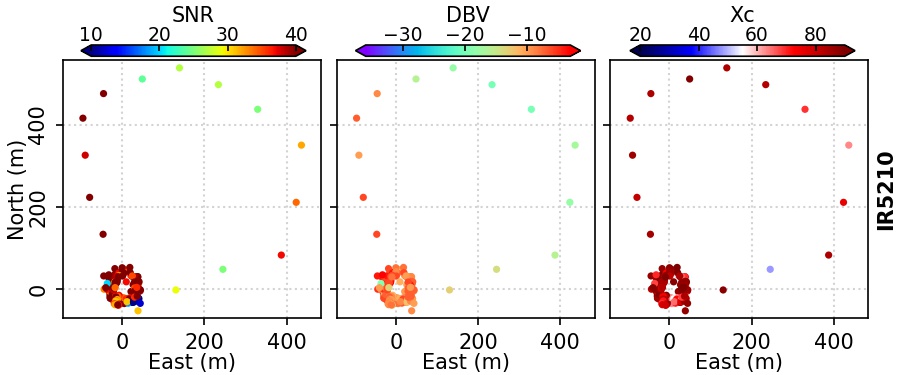 SNR DBV Xc
10 20 30 40 −30 −20 −10 20 40 60 80
North (m)
400
200
0
0 200 400 0 200 400 0 200 400
East (m) East (m) East (m)
IR5210